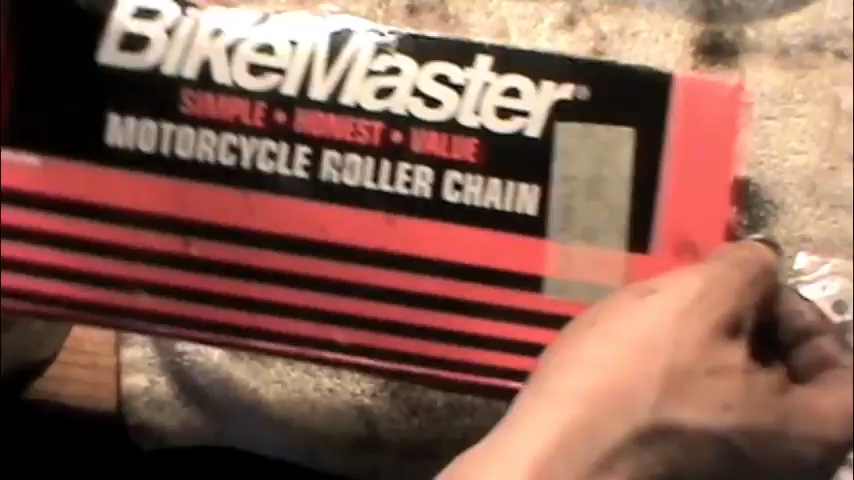 BikeMaster®
SIMPLE • HONEST • VALUE
MOTORCYCLE ROLLER CHAIN